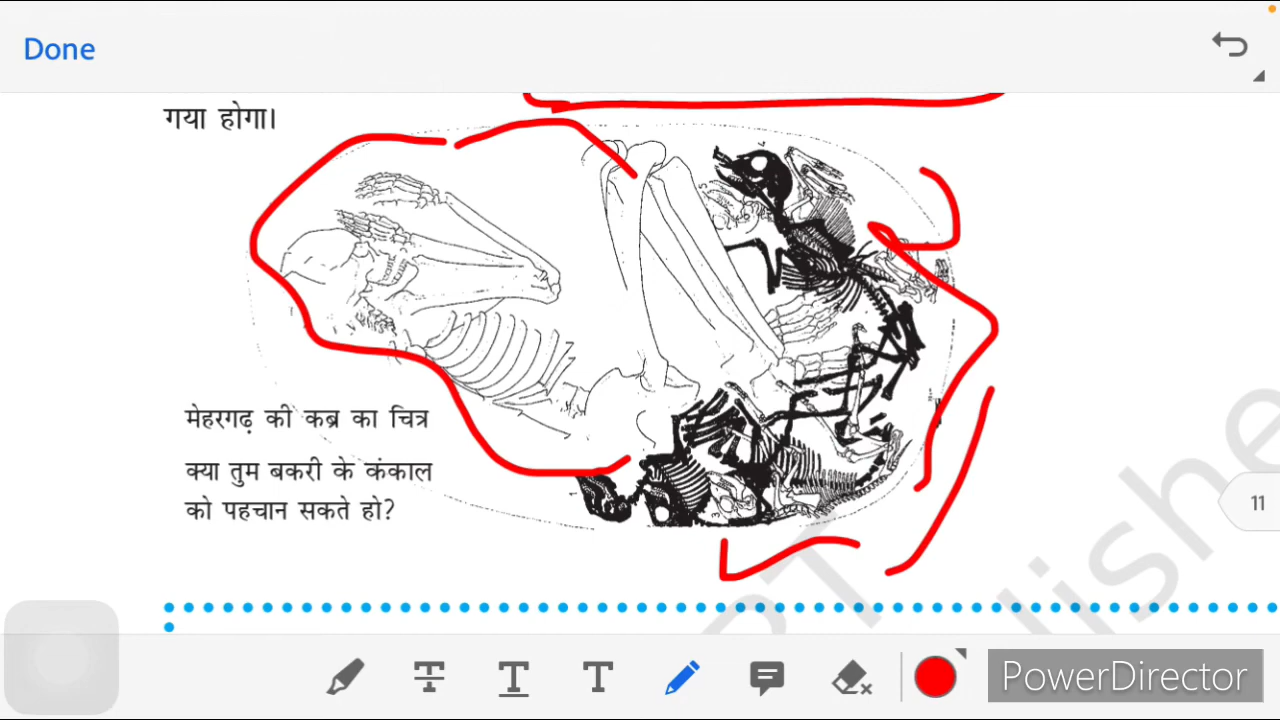 Done
गया होगा।
मेहरगढ़ की कब्र का चित्र
क्या तुम बकरी के कंकाल
को पहचान सकते हो?
11
T T T
PowerDirector